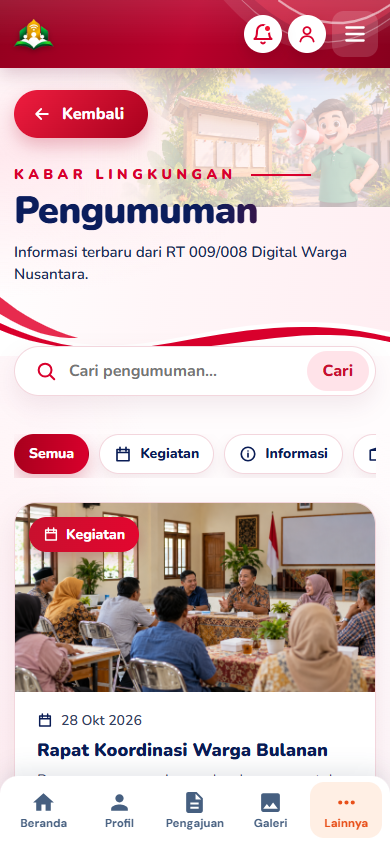 Kembali
KABAR LINGKUNGAN
Pengumuman
Informasi terbaru dari RT 009/008 Digital Warga
Nusantara.
Cari pengumuman...
Cari
Semua
Kegiatan
Informasi
Kegiatan
28 Okt 2026
Rapat Koordinasi Warga Bulanan
Beranda
Profil
Pengajuan
Galeri
Lainnya